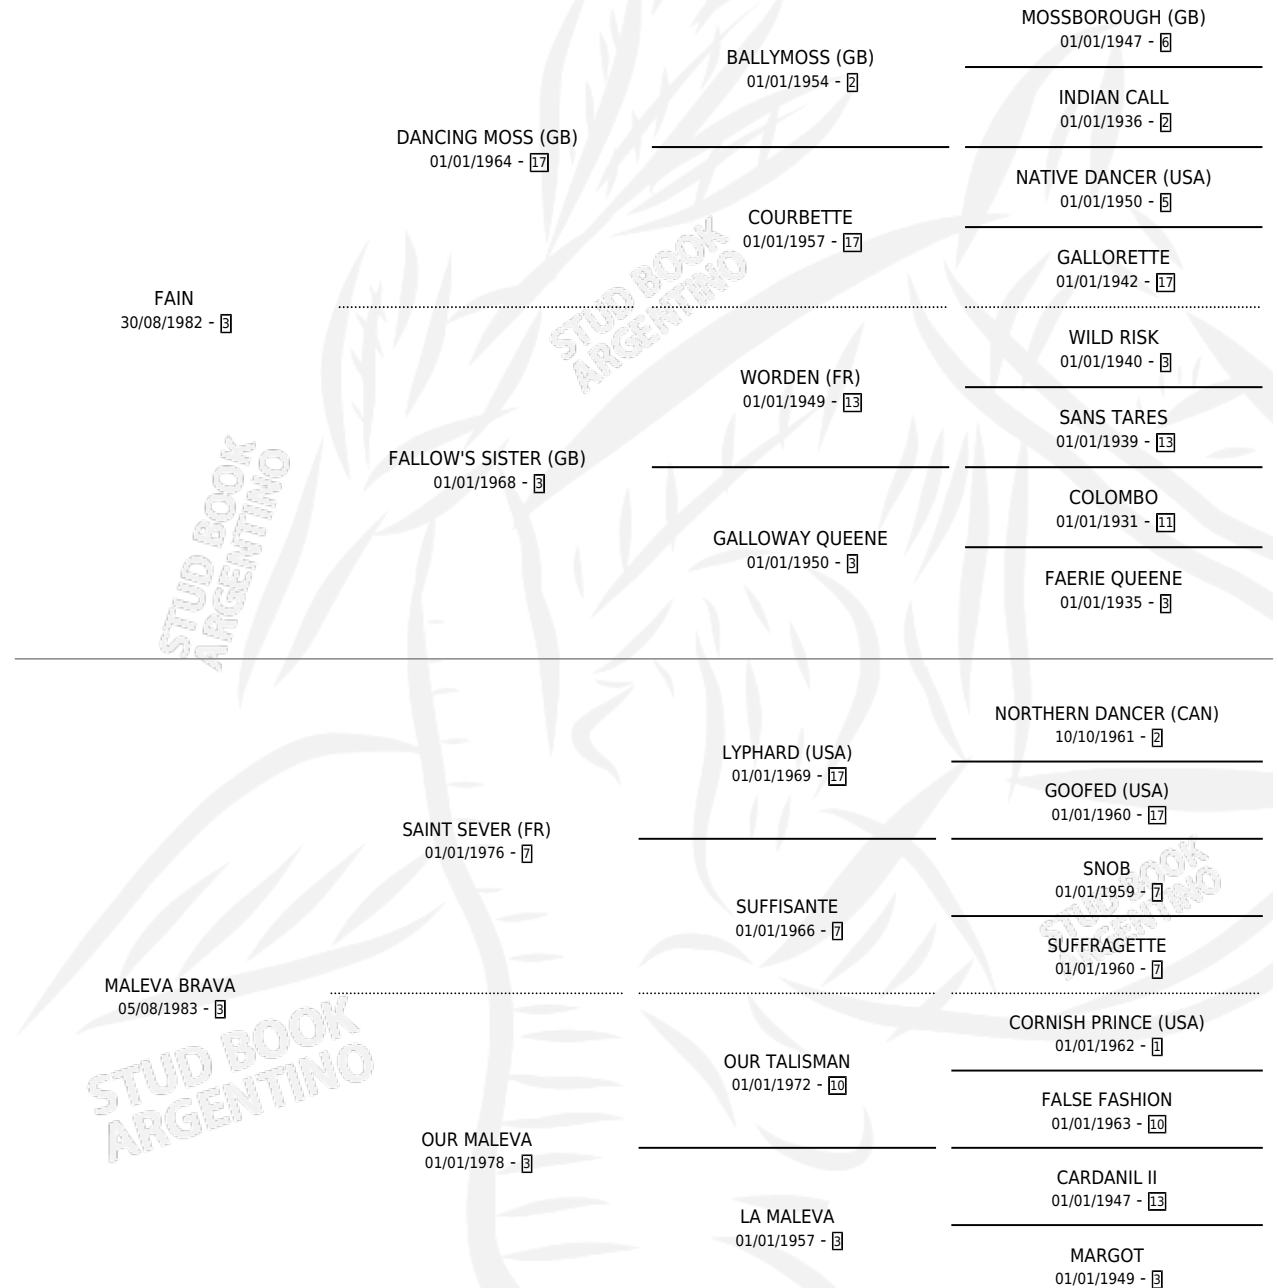 MOSSBOROUGH (GB)
01/01/1947 - 6
BALLYMOSS (GB)
01/01/1954 - 2
INDIAN CALL
01/01/1936 - 2
DANCING MOSS (GB)
01/01/1964 - 17
NATIVE DANCER (USA)
01/01/1950 - 5
COURBETTE
01/01/1957 - 17
GALLORETTE
01/01/1942 - 17
FAIN
30/08/1982 - 3
WILD RISK
01/01/1940 - 3
WORDEN (FR)
01/01/1949 - 13
SANS TARES
01/01/1939 - 13
FALLOW'S SISTER (GB)
01/01/1968 - 3
COLOMBO
01/01/1931 - 11
GALLOWAY QUEENE
01/01/1950 - 3
FAERIE QUEENE
01/01/1935 - 3
STUD BOOK
ARGENTINO
STUD BOOK
ARGENTINO
NORTHERN DANCER (CAN)
10/10/1961 - 2
LYPHARD (USA)
01/01/1969 - 17
GOOFED (USA)
01/01/1960 - 17
SAINT SEVER (FR)
01/01/1976 - 7
SNOB
01/01/1959 - 7
SUFFISANTE
01/01/1966 - 7
SUFFRAGETTE
01/01/1960 - 7
MALEVA BRAVA
05/08/1983 - 3
CORNISH PRINCE (USA)
01/01/1962 - 1
OUR TALISMAN
01/01/1972 - 10
FALSE FASHION
01/01/1963 - 10
OUR MALEVA
01/01/1978 - 3
CARDANIL II
01/01/1947 - 13
LA MALEVA
01/01/1957 - 3
MARGOT
01/01/1949 - 3
STUD BOOK
ARGENTINO
STUD BOOK
ARGENTINO